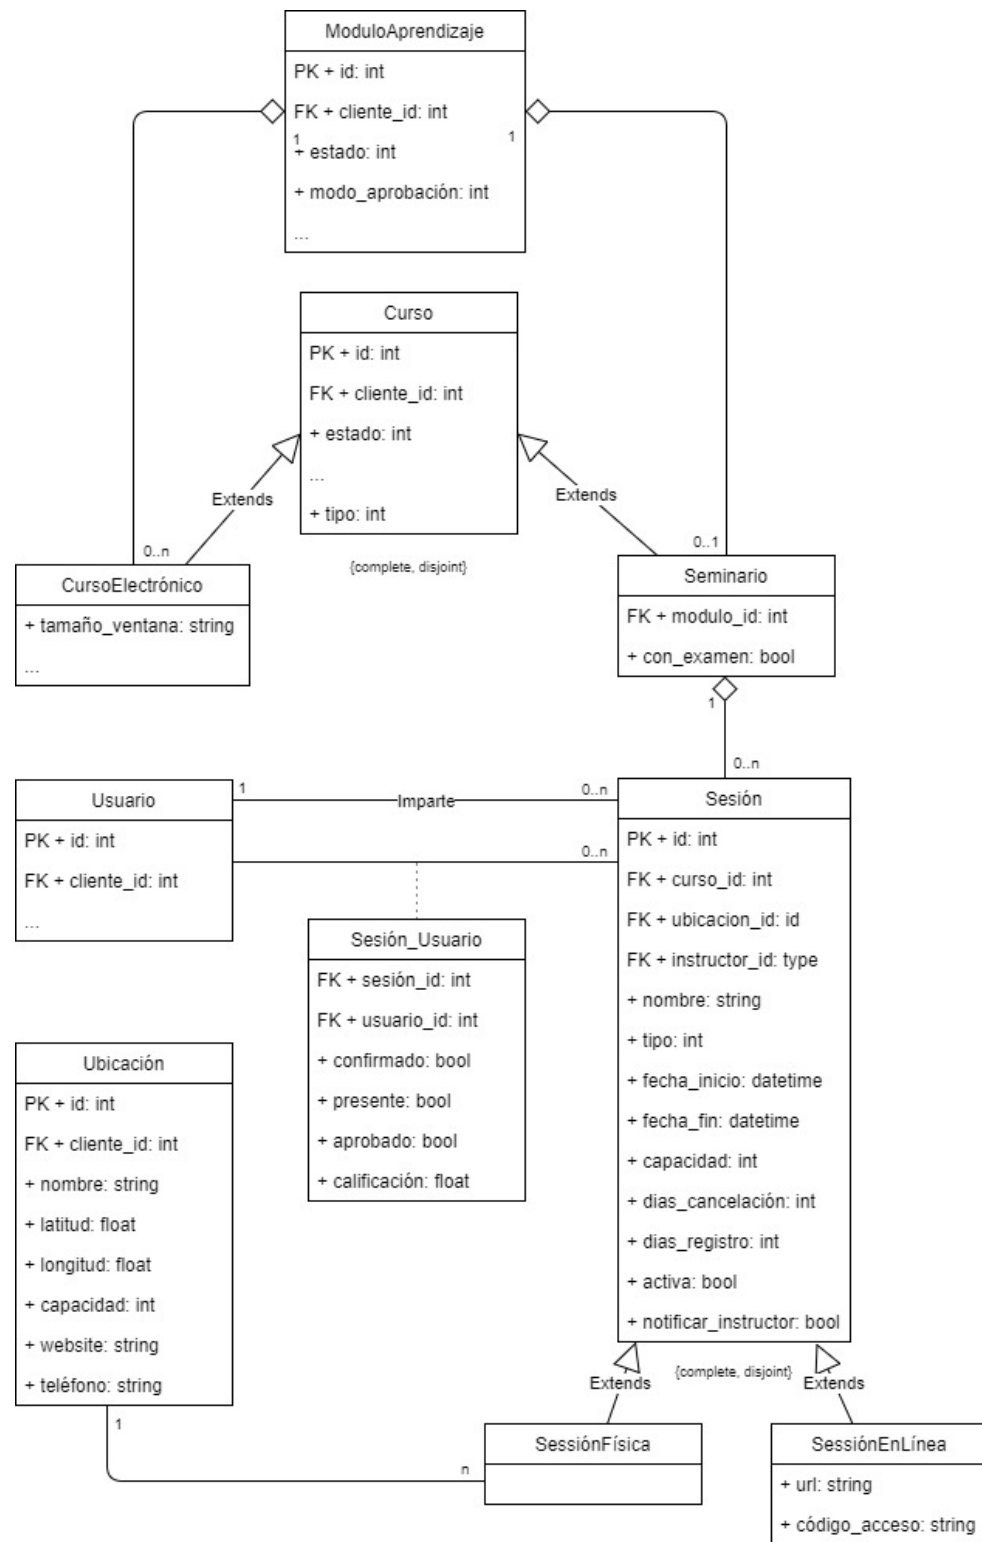 ModuloAprendizaje
PK + id: int
FK + cliente_id: int
1
1
+ estado: int
+ modo_aprobación: int
...
Curso
PK + id: int
FK + cliente_id: int
+ estado: int
...
+ tipo: int
{complete, disjoint}
Extends
Extends
0..n
0..1
CursoElectrónico
+ tamaño_ventana: string
...
Seminario
FK + modulo_id: int
+ con_examen: bool
1
0..n
Usuario
PK + id: int
FK + cliente_id: int
...
1
Imparte
0..n
0..n
Sesión_Usuario
FK + sesión_id: int
FK + usuario_id: int
+ confirmado: bool
+ presente: bool
+ aprobado: bool
+ calificación: float
Sesión
PK + id: int
FK + curso_id: int
FK + ubicacion_id: id
FK + instructor_id: type
+ nombre: string
+ tipo: int
+ fecha_inicio: datetime
+ fecha_fin: datetime
+ capacidad: int
+ dias_cancelación: int
+ dias_registro: int
+ activa: bool
+ notificar_instructor: bool
Ubicación
PK + id: int
FK + cliente_id: int
+ nombre: string
+ latitud: float
+ longitud: float
+ capacidad: int
+ website: string
+ teléfono: string
1
n
{complete, disjoint}
Extends
Extends
SessiónFísica
SessiónEnLínea
+ url: string
+ código_acceso: string